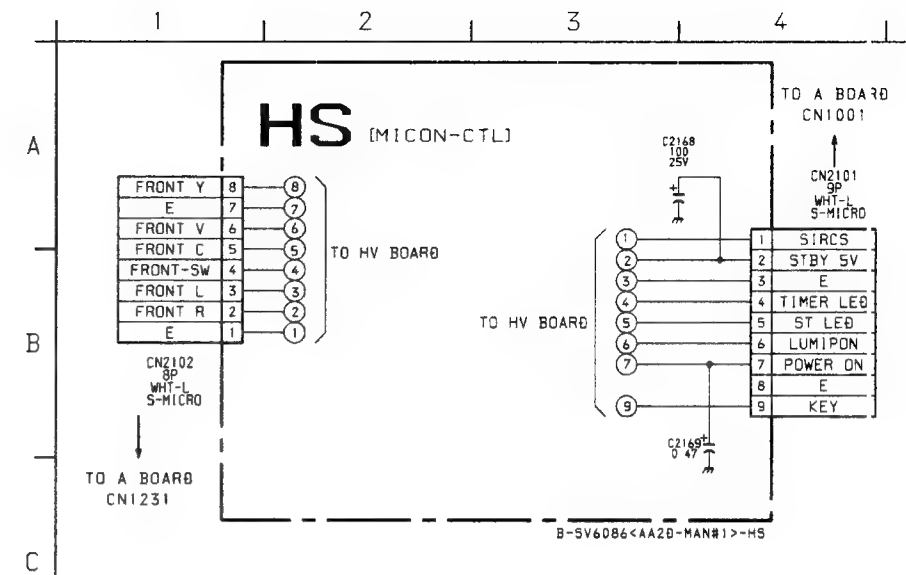 1 2 3 4
A
B
C
HS [MICON-CTL]
TO A BOARD
CN1001
C2168
100
25V
CN2101
9P
WHT-L
S-MICRO
FRONT Y 8 8
E 7 7
FRONT V 6 6
FRONT C 5 5
FRONT-SW 4 4
FRONT L 3 3
FRONT R 2 2
E 1 1
TO HV BOARD
CN2102
8P
WHT-L
S-MICRO
TO A BOARD
CN1231
TO HV BOARD
1 1 SIRCS
2 2 STBY 5V
3 3 E
4 4 TIMER LED
5 5 ST LED
6 6 LUMIPON
7 7 POWER ON
8 E
9 9 KEY
C2169
0.47
B-SV6086<AA2D-MAN#1>-HS